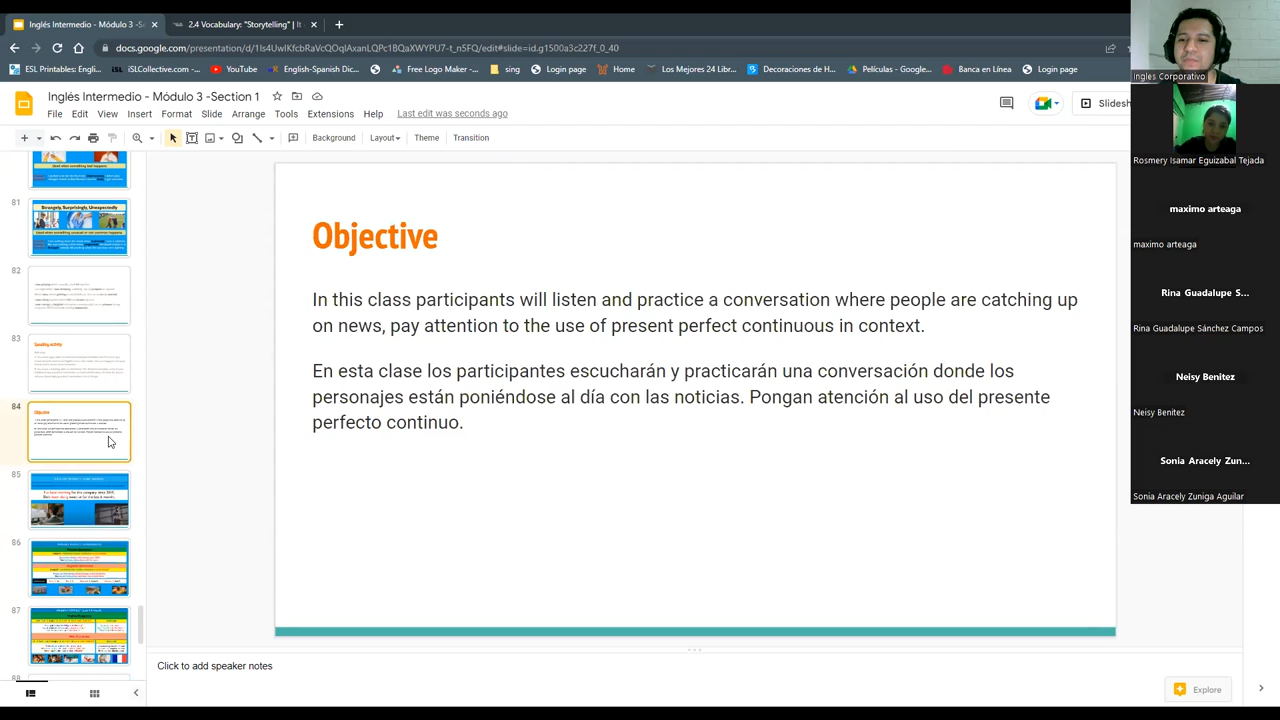 Inglés Intermedio - Módulo 3 -Se
2.4 Vocabulary: "Storytelling" | It
docs.google.com/presentation/d/1Is4UwIKfcbRaVcQOqIAxanLQPc1BQaXWYPU7-t_n5FQ/edit#slide=id.g1500a3c227f_0_40
ESL Printables: Engli...
iSLCollective.com -...
YouTube
English-Spanish Dic...
Free Logo Maker -...
sing
Login page
Home
Los Mejores 24 Libr...
Decoraciones de H...
Películas - Google...
Banca en Línea
Login page
Ingles Corporativo
Inglés Intermedio - Módulo 3 -Section 1
File Edit View Insert Format Slide Arrange Tools Extensions Help
Last edit was seconds ago
Slidesh
Background Layout Theme Transition
Rosmery Isamar Eguizabal Tejada
maximo arteaga
maximo arteaga
Rina Guadalupe S...
Rina Guadalupe Sánchez Campos
Neisy Benitez
Neisy Benitez
Sonia Aracely Zun...
Sonia Aracely Zuniga Aguilar
81
Strangely, Surprisingly, Unexpectedly
82
83
84
85
86
87
88
Objective
In this class participants will listen and practice a conversation where people are catching up
on news, pay attention to the use of present perfect continuous in context.
En esta clase los participantes escucharán y practicarán una conversación donde los
personajes están poniéndose al día con las noticias. Pongan atención al uso del presente
perfecto continuo.
Click to add speaker notes
Explore